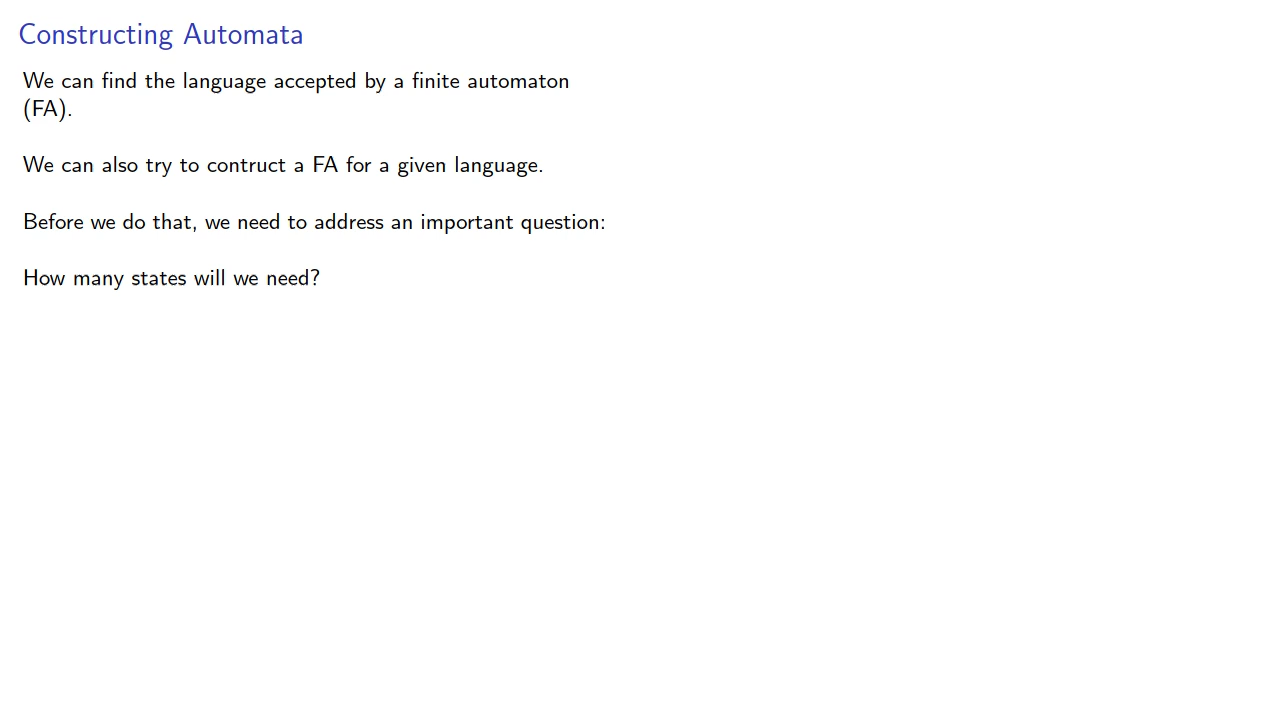 Constructing Automata
We can find the language accepted by a finite automaton
(FA).
We can also try to contruct a FA for a given language.
Before we do that, we need to address an important question:
How many states will we need?